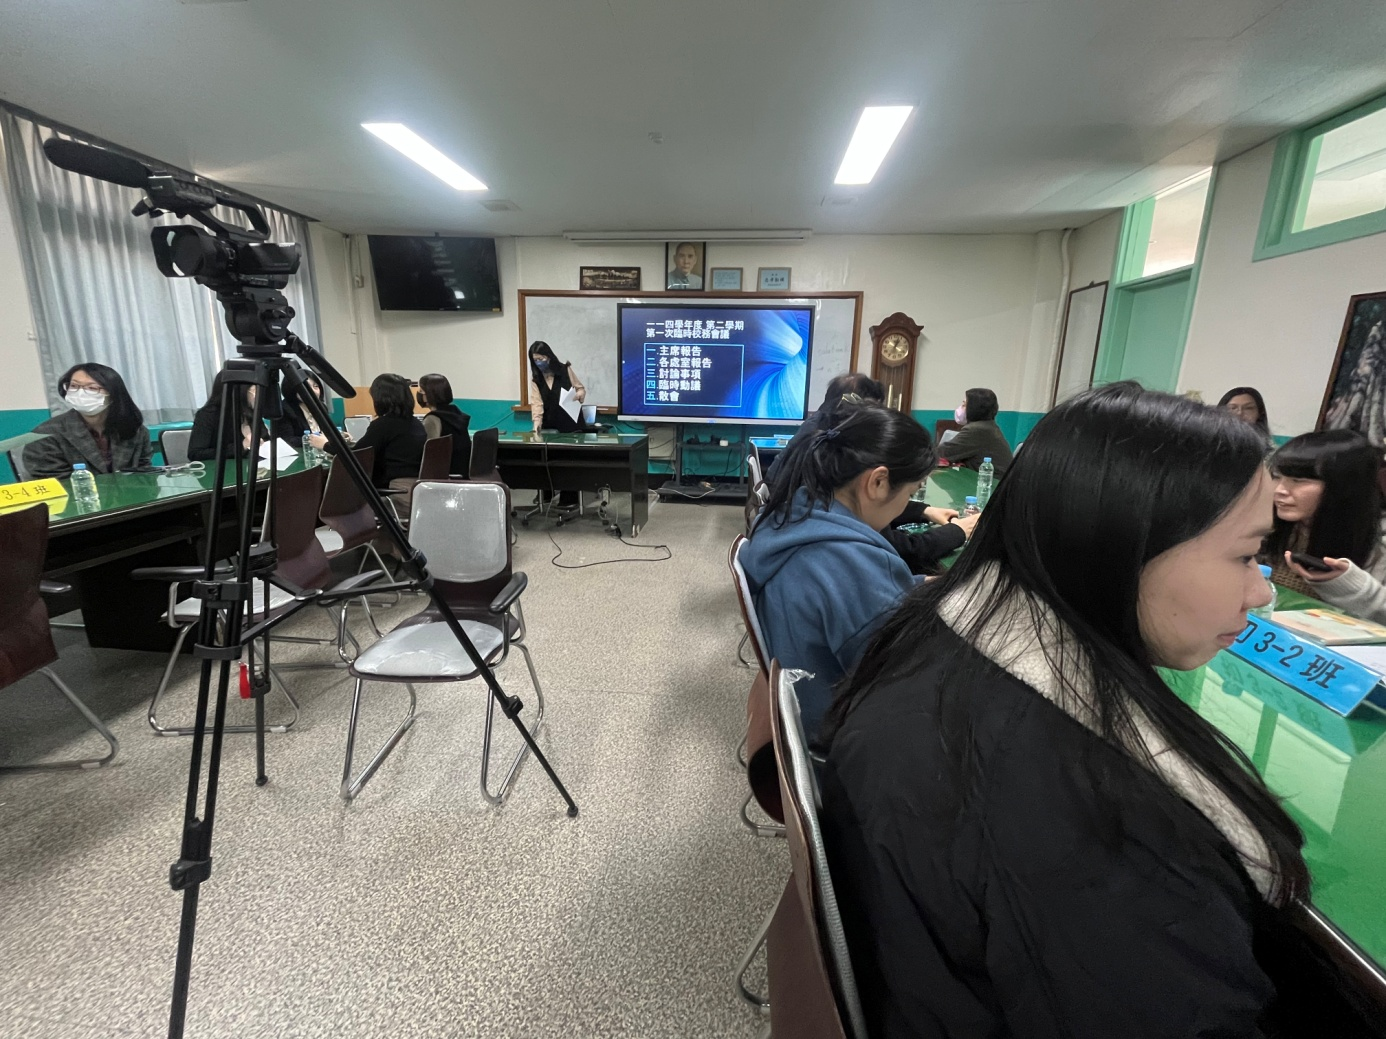 一一四學年度 第二學期
第一次臨時校務會議
一.主席報告
二.各處室報告
三.討論事項
四.臨時動議
五.散會
3-4 班
3-2 班